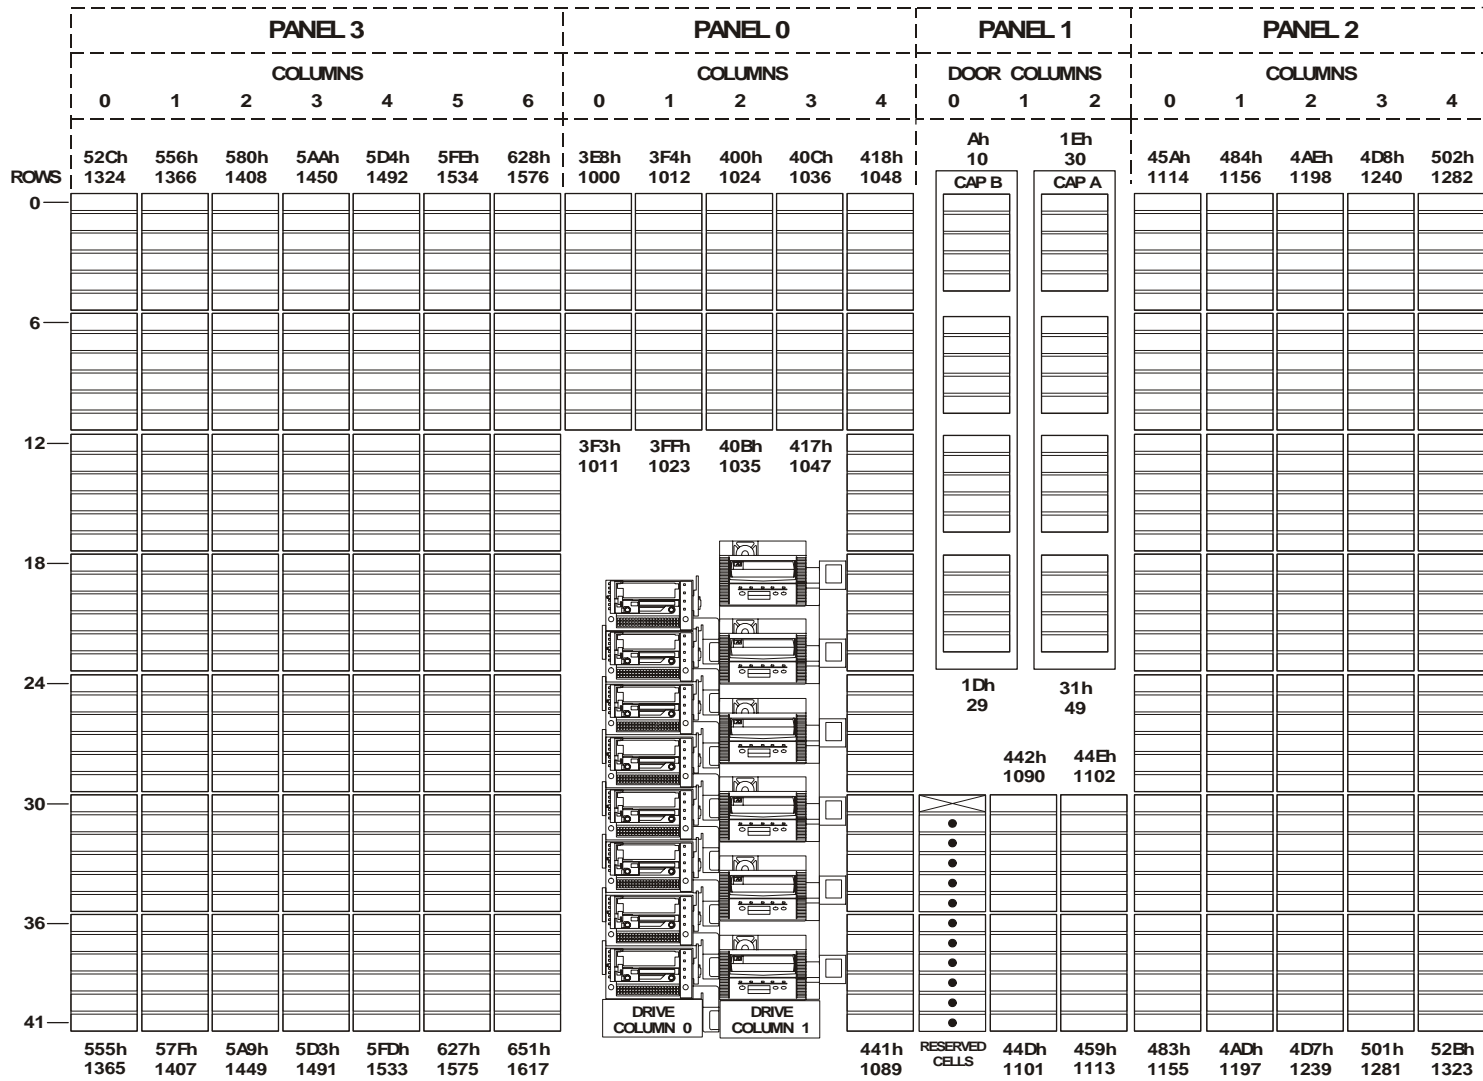 PANEL 3 PANEL 0 PANEL 1 PANEL 2
COLUMNS COLUMNS DOOR COLUMNS COLUMNS
0 1 2 3 4 5 6 0 1 2 3 4 0 1 2 0 1 2 3 4
Ah 1Eh
10 30
52Ch 556h 580h 5AAh 5D4h 5FEh 628h 3E8h 3F4h 400h 40Ch 418h 45Ah 484h 4AEh 4D8h 502h
ROWS 1324 1366 1408 1450 1492 1534 1576 1000 1012 1024 1036 1048 1114 1156 1198 1240 1282
CAP B CAP A
0
6
12
3F3h 3FFh 40Bh 417h
1011 1023 1035 1047
18
24
1Dh 31h
29 49
442h 44Eh
1090 1102
30
36
41
DRIVE COLUMN 0
DRIVE COLUMN 1
555h 57Fh 5A9h 5D3h 5FDh 627h 651h 441h RESERVED CELLS 44Dh 459h 483h 4ADh 4D7h 501h 52Bh
1365 1407 1449 1491 1533 1575 1617 1089 1101 1113 1155 1197 1239 1281 1323